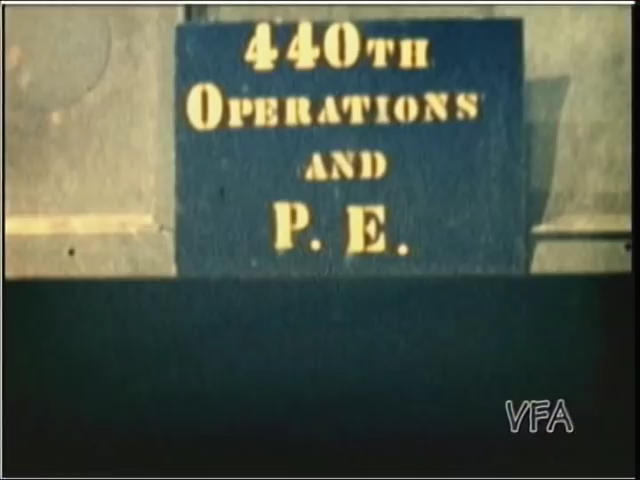 440TH
OPERATIONS
AND
P. E.
VFA